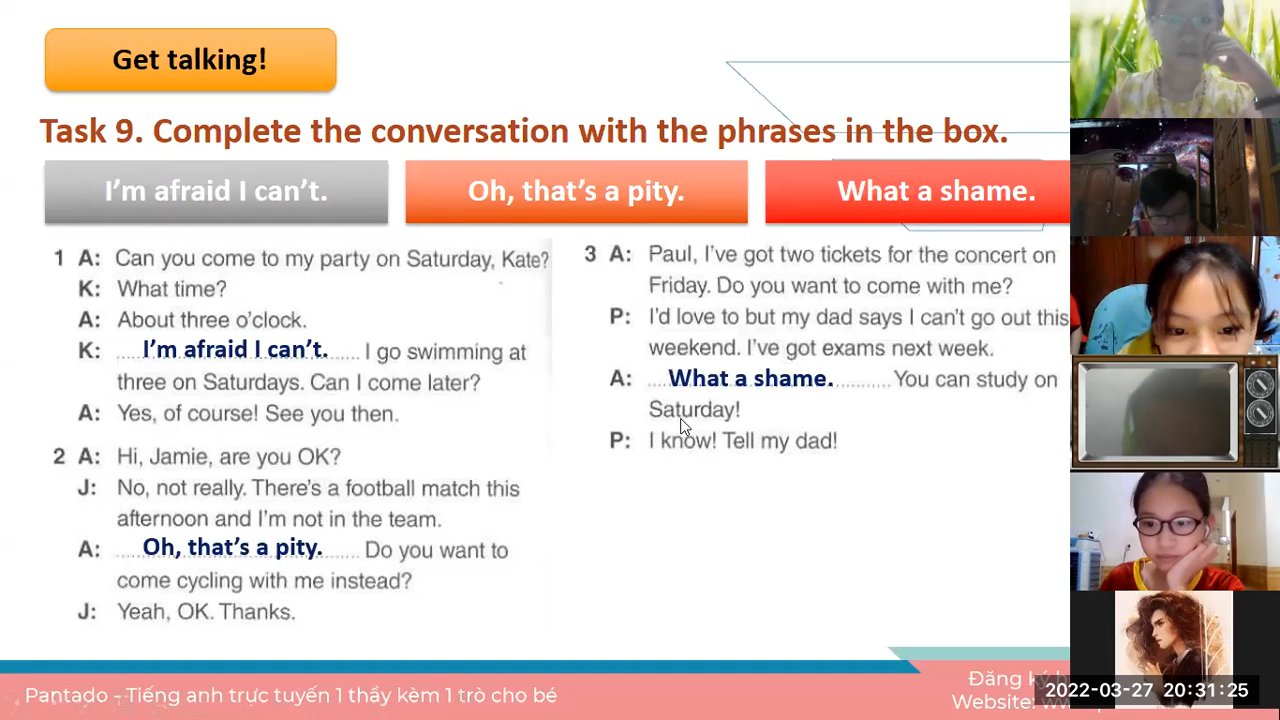 Get talking!
Task 9. Complete the conversation with the phrases in the box.
I'm afraid I can't.
Oh, that's a pity.
What a shame.
1 A: Can you come to my party on Saturday, Kate?
K: What time?
A: About three o'clock.
K: I'm afraid I can't. I go swimming at
three on Saturdays. Can I come later?
A: Yes, of course! See you then.
2 A: Hi, Jamie, are you OK?
J: No, not really. There's a football match this
afternoon and I'm not in the team.
A: Oh, that's a pity. Do you want to
come cycling with me instead?
J: Yeah, OK. Thanks.
3 A: Paul, I've got two tickets for the concert on
Friday. Do you want to come with me?
P: I'd love to but my dad says I can't go out this
weekend. I've got exams next week.
A: What a shame. You can study on
Saturday!
P: I know! Tell my dad!
Pantado - Tiếng anh trực tuyến 1 thầy kèm 1 trò cho bé
Đăng ký
Website:
2022-03-27 20:31:25